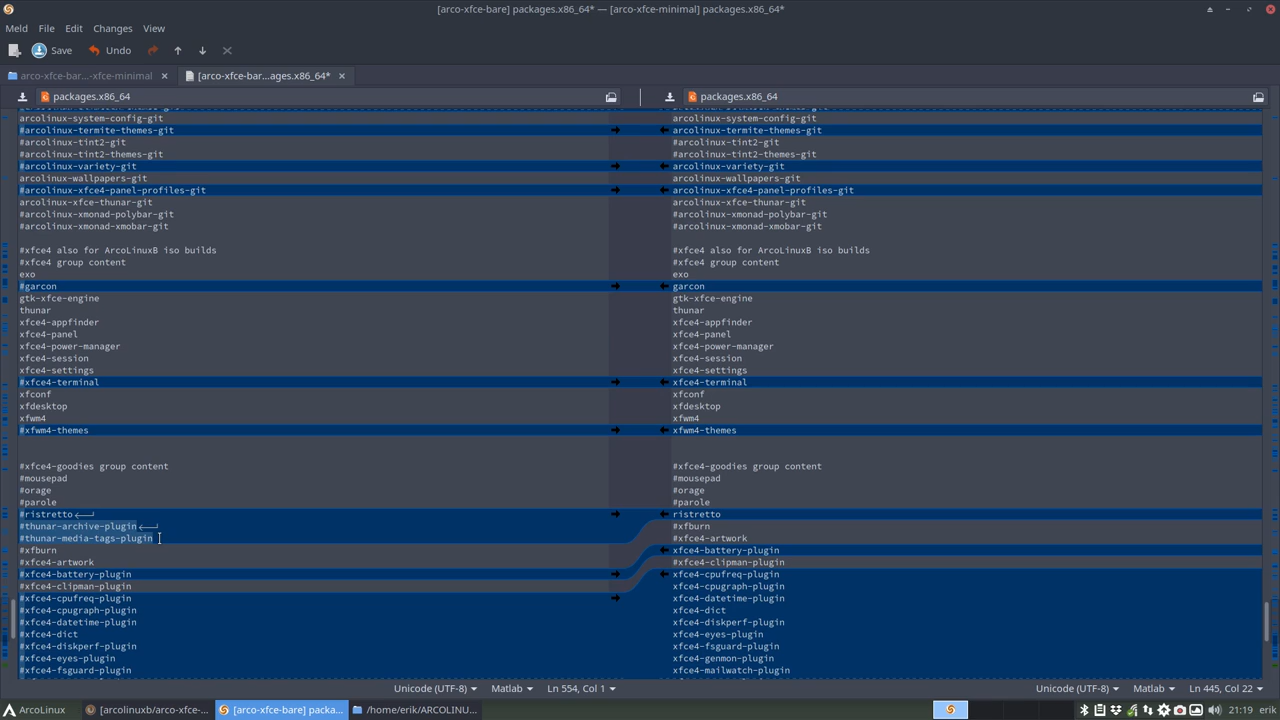 [arco-xfce-bare] packages.x86_64* — [arco-xfce-minimal] packages.x86_64*
Meld File Edit Changes View
Save Undo
arco-xfce-bar...-xfce-minimal [arco-xfce-bar...ages.x86_64*
packages.x86_64
arcolinux-system-config-git
#arcolinux-termite-themes-git
#arcolinux-tint2-git
#arcolinux-tint2-themes-git
#arcolinux-variety-git
arcolinux-wallpapers-git
#arcolinux-xfce4-panel-profiles-git
arcolinux-xfce-thunar-git
#arcolinux-xmonad-polybar-git
#arcolinux-xmonad-xmobar-git
#xfce4 also for ArcoLinuxB iso builds
#xfce4 group content
exo
#garcon
gtk-xfce-engine
thunar
xfce4-appfinder
xfce4-panel
xfce4-power-manager
xfce4-session
xfce4-settings
#xfce4-terminal
xfconf
xfdesktop
xfwm4
#xfwm4-themes
#xfce4-goodies group content
#mousepad
#orage
#parole
#ristretto
#thunar-archive-plugin
#thunar-media-tags-plugin
#xfburn
#xfce4-artwork
#xfce4-battery-plugin
#xfce4-clipman-plugin
#xfce4-cpufreq-plugin
#xfce4-cpugraph-plugin
#xfce4-datetime-plugin
#xfce4-dict
#xfce4-diskperf-plugin
#xfce4-eyes-plugin
#xfce4-fsguard-plugin
Unicode (UTF-8) Matlab Ln 554, Col 1
packages.x86_64
arcolinux-system-config-git
arcolinux-termite-themes-git
#arcolinux-tint2-git
#arcolinux-tint2-themes-git
arcolinux-variety-git
arcolinux-wallpapers-git
arcolinux-xfce4-panel-profiles-git
arcolinux-xfce-thunar-git
#arcolinux-xmonad-polybar-git
#arcolinux-xmonad-xmobar-git
#xfce4 also for ArcoLinuxB iso builds
#xfce4 group content
exo
garcon
gtk-xfce-engine
thunar
xfce4-appfinder
xfce4-panel
xfce4-power-manager
xfce4-session
xfce4-settings
xfce4-terminal
xfconf
xfdesktop
xfwm4
xfwm4-themes
#xfce4-goodies group content
#mousepad
#orage
#parole
ristretto
#xfburn
#xfce4-artwork
xfce4-battery-plugin
#xfce4-clipman-plugin
xfce4-cpufreq-plugin
xfce4-cpugraph-plugin
xfce4-datetime-plugin
xfce4-dict
xfce4-diskperf-plugin
xfce4-eyes-plugin
xfce4-fsguard-plugin
xfce4-genmon-plugin
xfce4-mailwatch-plugin
Unicode (UTF-8) Matlab Ln 445, Col 22
ArcoLinux [arcolinuxb/arco-xfce-... [arco-xfce-bare] packa... /home/erik/ARCOLINU... 21:19 erik